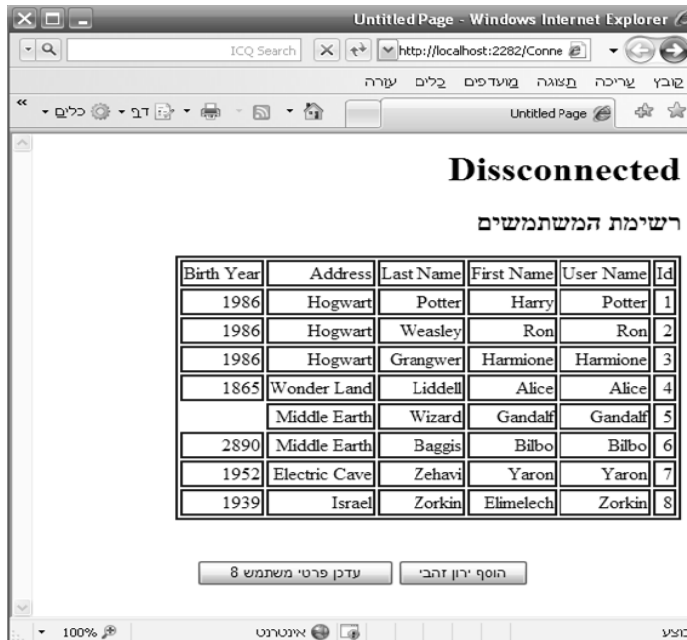 Untitled Page - Windows Internet Explorer
ICQ Search
http://localhost:2282/Conne
קובץ עריכה תצוגה מועדפים כלים עזרה
Untitled Page
דף כלים
Dissconnected
רשימת המשתמשים
Id User Name First Name Last Name Address Birth Year
1 Potter Harry Potter Hogwart 1986
2 Ron Ron Weasley Hogwart 1986
3 Harmione Harmione Grangwer Hogwart 1986
4 Alice Alice Liddell Wonder Land 1865
5 Gandalf Gandalf Wizard Middle Earth
6 Bilbo Bilbo Baggis Middle Earth 2890
7 Yaron Yaron Zehavi Electric Cave 1952
8 Zorkin Elimelech Zorkin Israel 1939
הוסף ירון זהבי עדכן פרטי משתמש 8
אינטרנט 100%